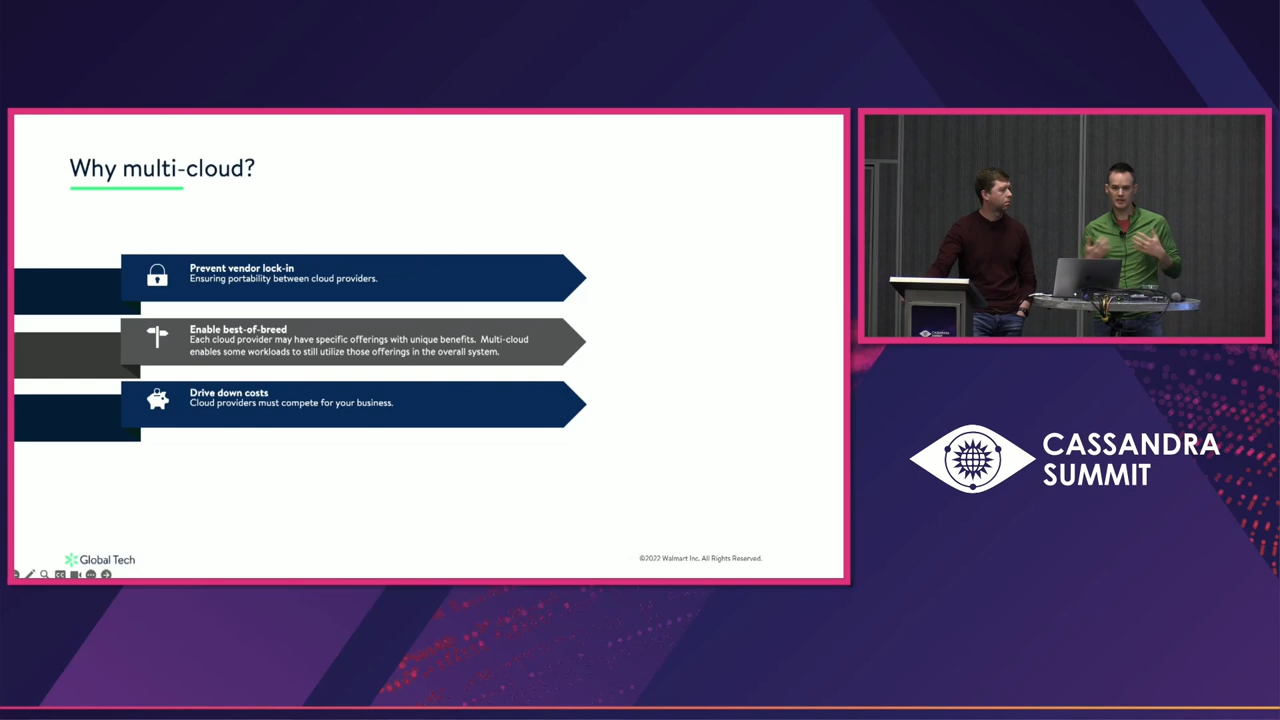 Why multi-cloud?
Prevent vendor lock-in
Ensuring portability between cloud providers.
Enable best-of-breed
Each cloud provider may have specific offerings with unique benefits. Multi-cloud
enables some workloads to still utilize those offerings in the overall system.
Drive down costs
Cloud providers must compete for your business.
Global Tech
©2022 Walmart Inc. All Rights Reserved.
CASSANDRA
SUMMIT
CASSANDRA
SUMMIT